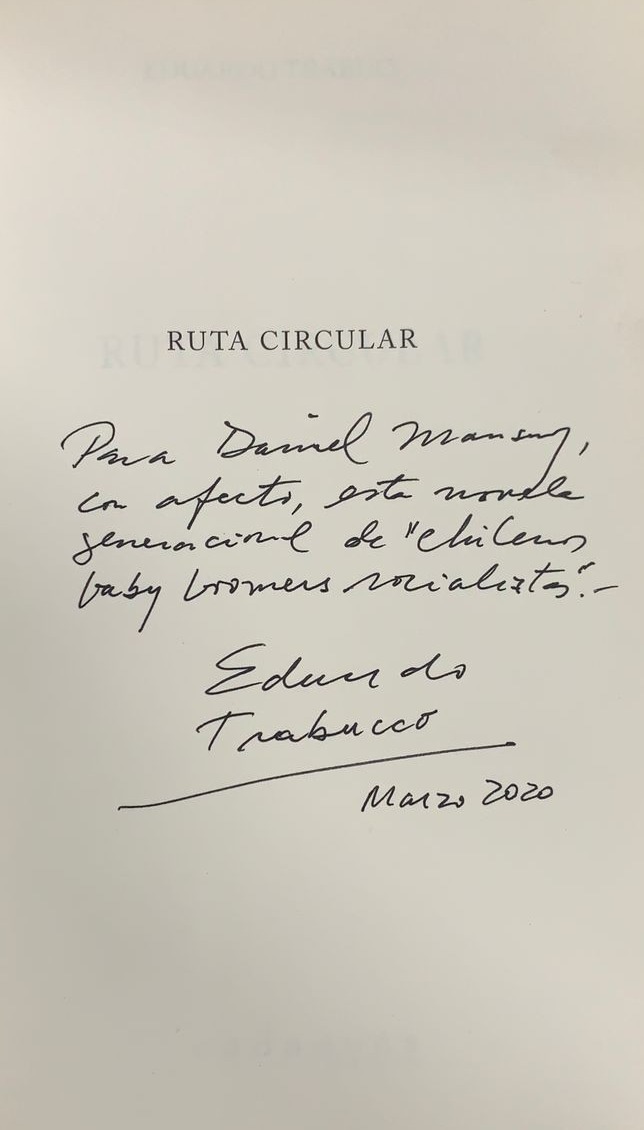 RUTA CIRCULAR
Para Daniel Mansuy,
con afecto, esta novela
generacional de "chilenos
baby boomers socialistas".-
Eduardo
Trabucco
Marzo 2020